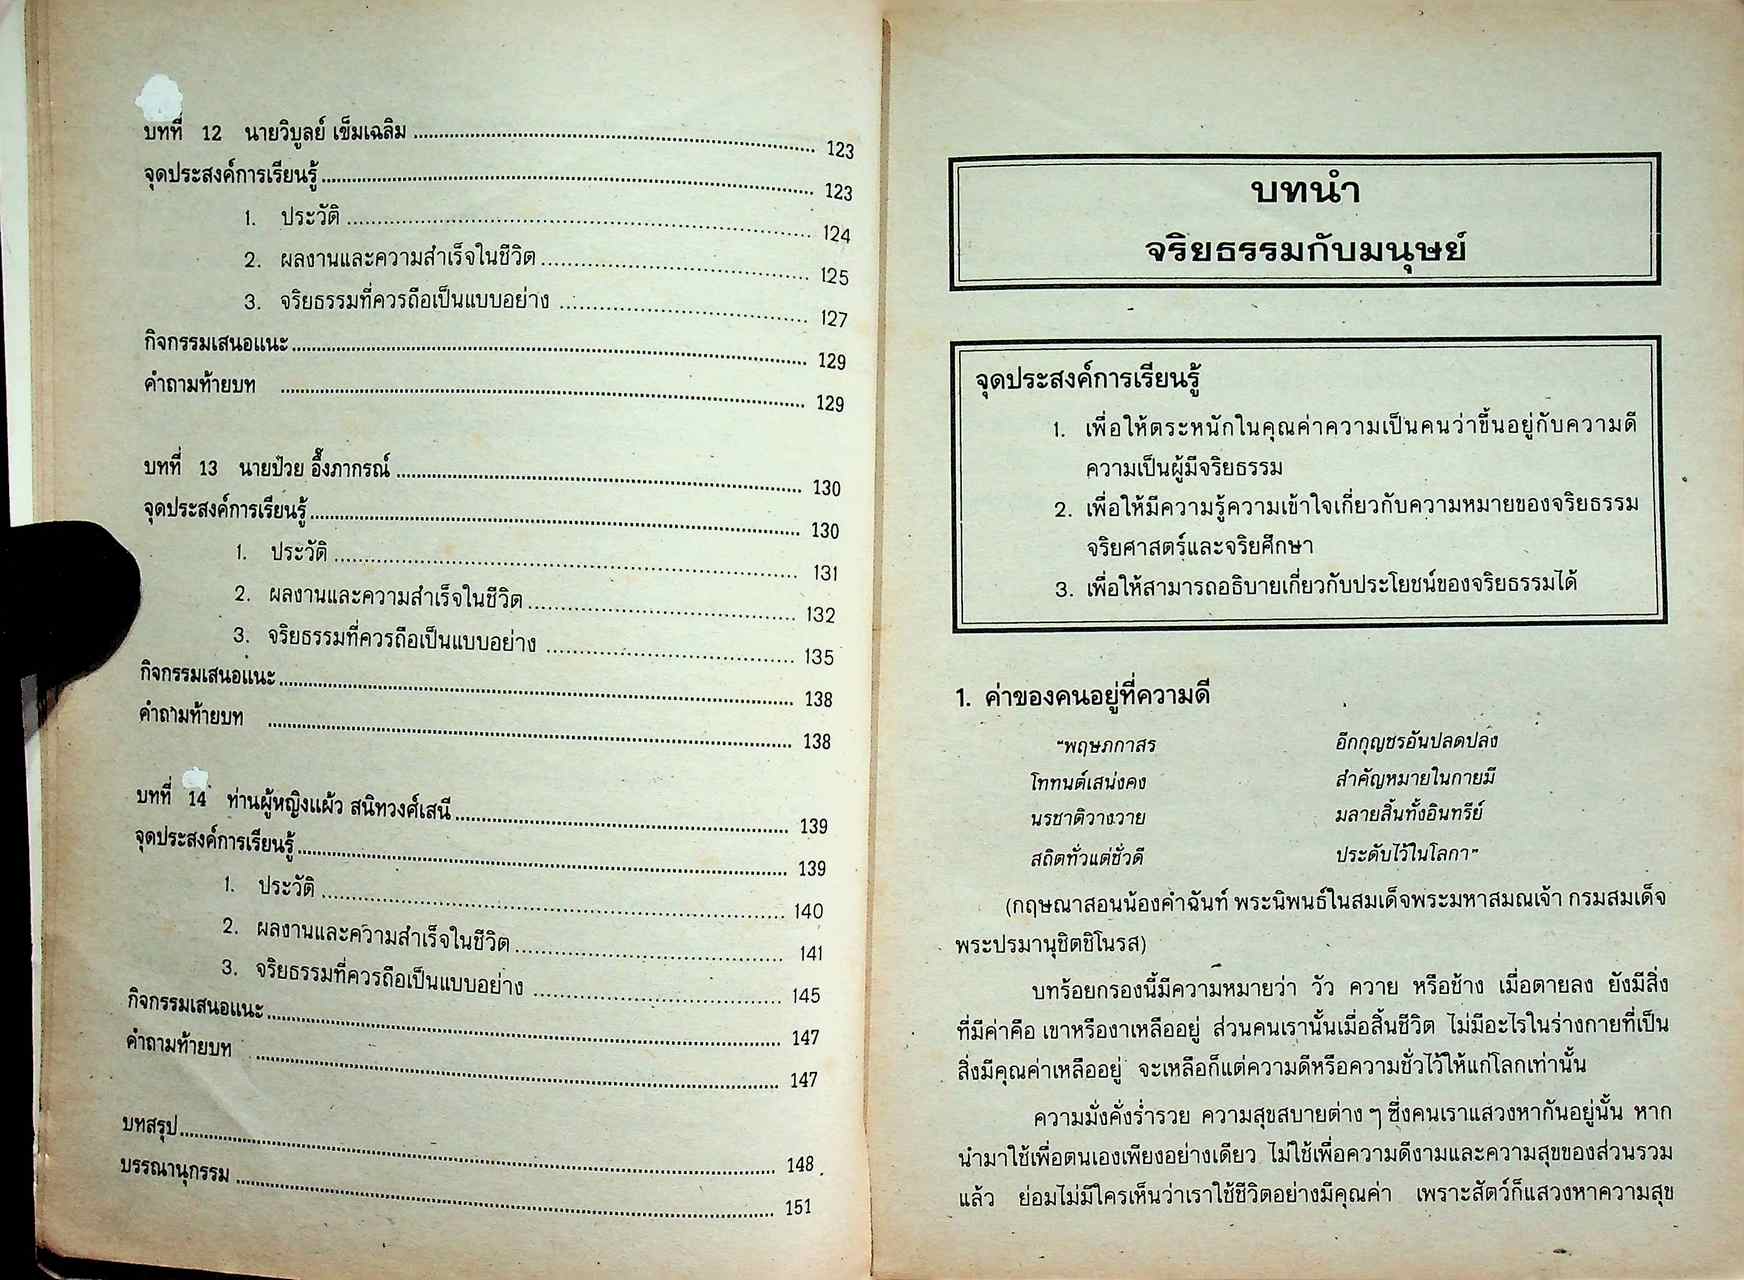 บทที่ 12 นายวิบูลย์ เข็มเฉลิม 123
จุดประสงค์การเรียนรู้ 123
1. ประวัติ 124
2. ผลงานและความสำเร็จในชีวิต 125
3. จริยธรรมที่ควรถือเป็นแบบอย่าง 127
กิจกรรมเสนอแนะ 129
คำถามท้ายบท 129
บทที่ 13 นายป๋วย อึ๊งภากรณ์ 130
จุดประสงค์การเรียนรู้ 130
1. ประวัติ 131
2. ผลงานและความสำเร็จในชีวิต 132
3. จริยธรรมที่ควรถือเป็นแบบอย่าง 135
กิจกรรมเสนอแนะ 138
คำถามท้ายบท 138
บทที่ 14 ท่านผู้หญิงแผ้ว สนิทวงศ์เสนี 139
จุดประสงค์การเรียนรู้ 139
1. ประวัติ 140
2. ผลงานและความสำเร็จในชีวิต 141
3. จริยธรรมที่ควรถือเป็นแบบอย่าง 145
กิจกรรมเสนอแนะ 147
คำถามท้ายบท 147
บทสรุป 148
บรรณานุกรม 151
บทนำ
จริยธรรมกับมนุษย์
จุดประสงค์การเรียนรู้
1. เพื่อให้ตระหนักในคุณค่าความเป็นคนว่าขึ้นอยู่กับความดี
ความเป็นผู้มีจริยธรรม
2. เพื่อให้มีความรู้ความเข้าใจเกี่ยวกับความหมายของจริยธรรม
จริยศาสตร์และจริยศึกษา
3. เพื่อให้สามารถอธิบายเกี่ยวกับประโยชน์ของจริยธรรมได้
1. ค่าของคนอยู่ที่ความดี
"พฤษภกาสร อีกกุญชรอันปลดปลง
โททนต์เสน่งคง สำคัญหมายในกายมี
นรชาติวางวาย มลายสิ้นทั้งอินทรีย์
สถิตทั่วแต่ชั่วดี ประดับไว้ในโลกา"
(กฤษณาสอนน้องคำฉันท์ พระนิพนธ์ในสมเด็จพระมหาสมณเจ้า กรมสมเด็จ
พระปรมานุชิตชิโนรส)
บทร้อยกรองนี้มีความหมายว่า วัว ควาย หรือช้าง เมื่อตายลง ยังมีสิ่ง
ที่มีค่าคือ เขาหรืองาเหลืออยู่ ส่วนคนเรานั้นเมื่อสิ้นชีวิต ไม่มีอะไรในร่างกายที่เป็น
สิ่งมีคุณค่าเหลืออยู่ จะเหลือก็แต่ความดีหรือความชั่วไว้ให้แก่โลกเท่านั้น
ความมั่งคั่งร่ำรวย ความสุขสบายต่าง ๆ ซึ่งคนเราแสวงหากันอยู่นั้น หาก
นำมาใช้เพื่อตนเองเพียงอย่างเดียว ไม่ใช้เพื่อความดีงามและความสุขของส่วนรวม
แล้ว ย่อมไม่มีใครเห็นว่าเราใช้ชีวิตอย่างมีคุณค่า เพราะสัตว์ก็แสวงหาความสุข